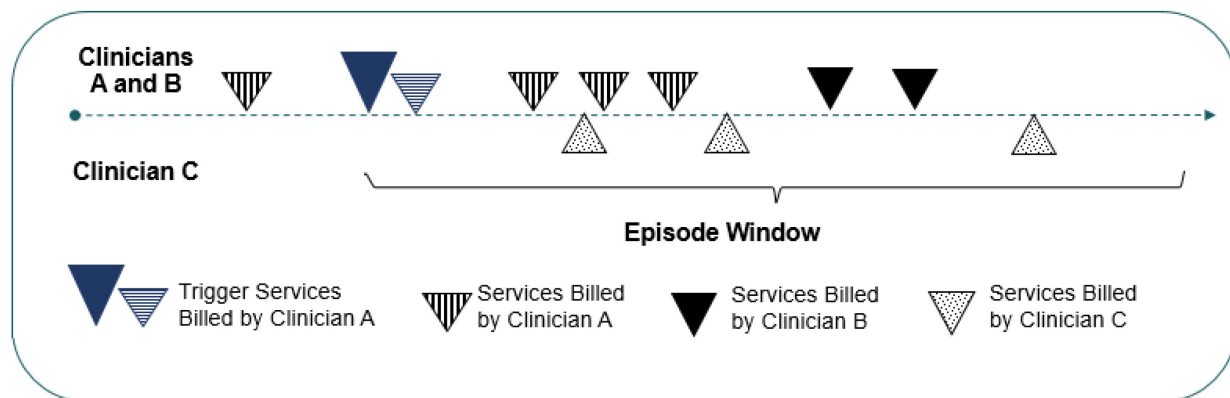 Clinicians
A and B
Clinician C
Episode Window
Trigger Services
Billed by Clinician A
Services Billed
by Clinician A
Services Billed
by Clinician B
Services Billed
by Clinician C